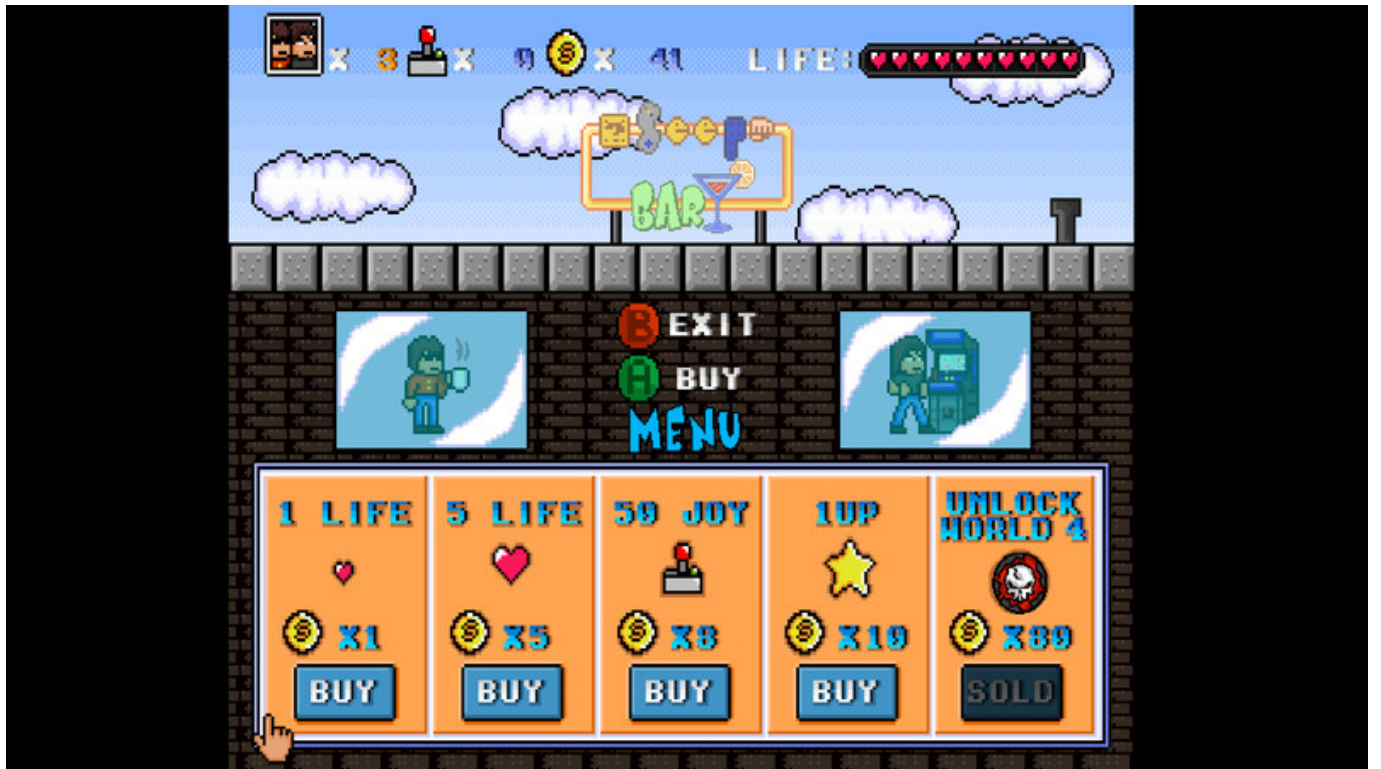 X 3 X 0 X 41 LIFE:
BAR
B EXIT
A BUY
MENU
1 LIFE 5 LIFE 50 JOY 1UP UNLOCK
WORLD 4
X1 X5 X8 X10 X80
BUY BUY BUY BUY SOLD